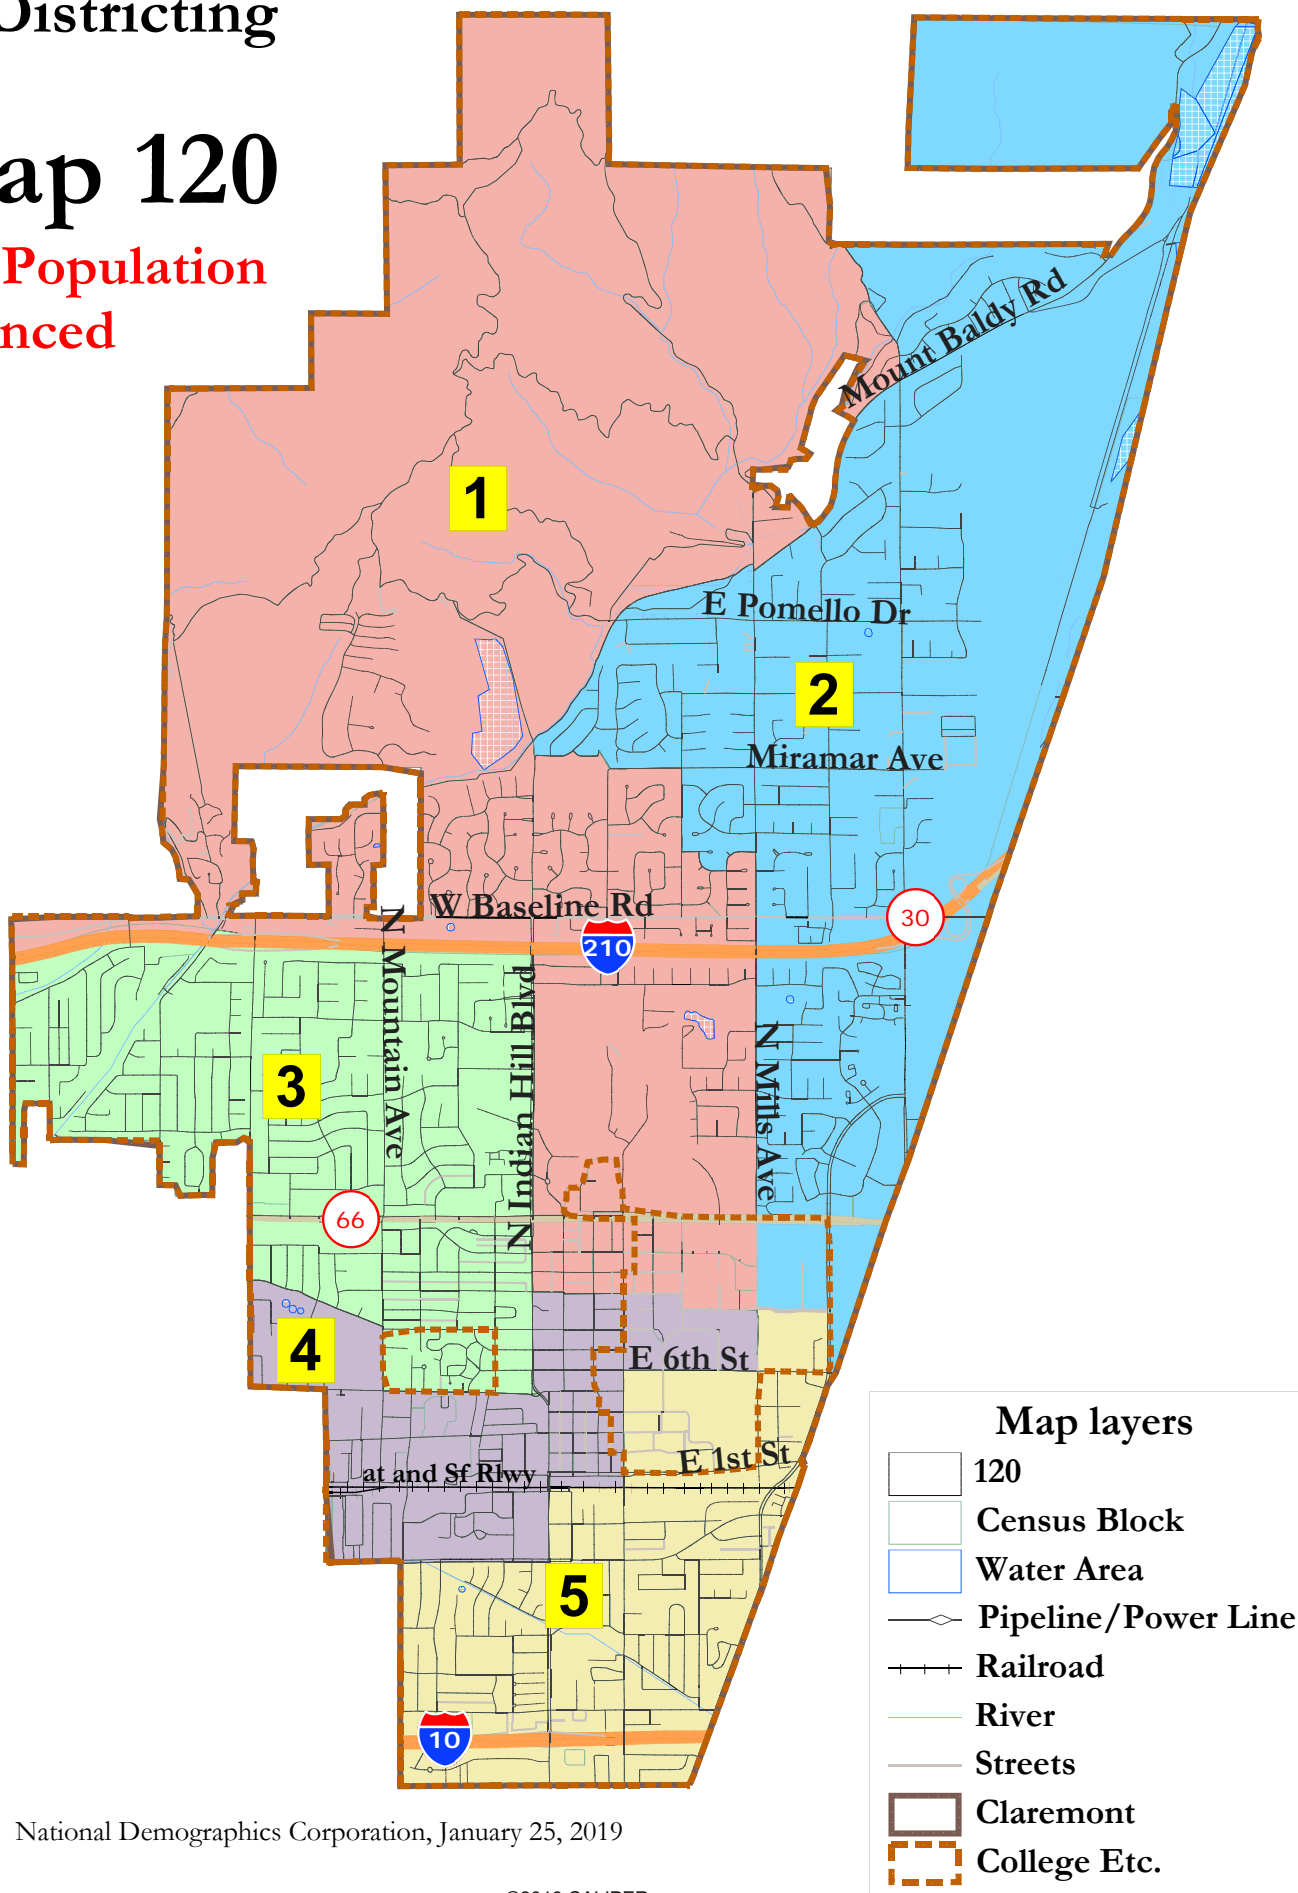 Districting
ap 120
Population
nced
Mount Baldy Rd
1
E Pomello Dr
2
Miramar Ave
W Baseline Rd
30
210
N Mountain Ave
N Indian Hill Blvd
N Mills Ave
3
66
4
E 6th St
E 1st St
at and Sf Rlwy
5
10
Map layers
120
Census Block
Water Area
Pipeline/Power Line
Railroad
River
Streets
Claremont
College Etc.
National Demographics Corporation, January 25, 2019